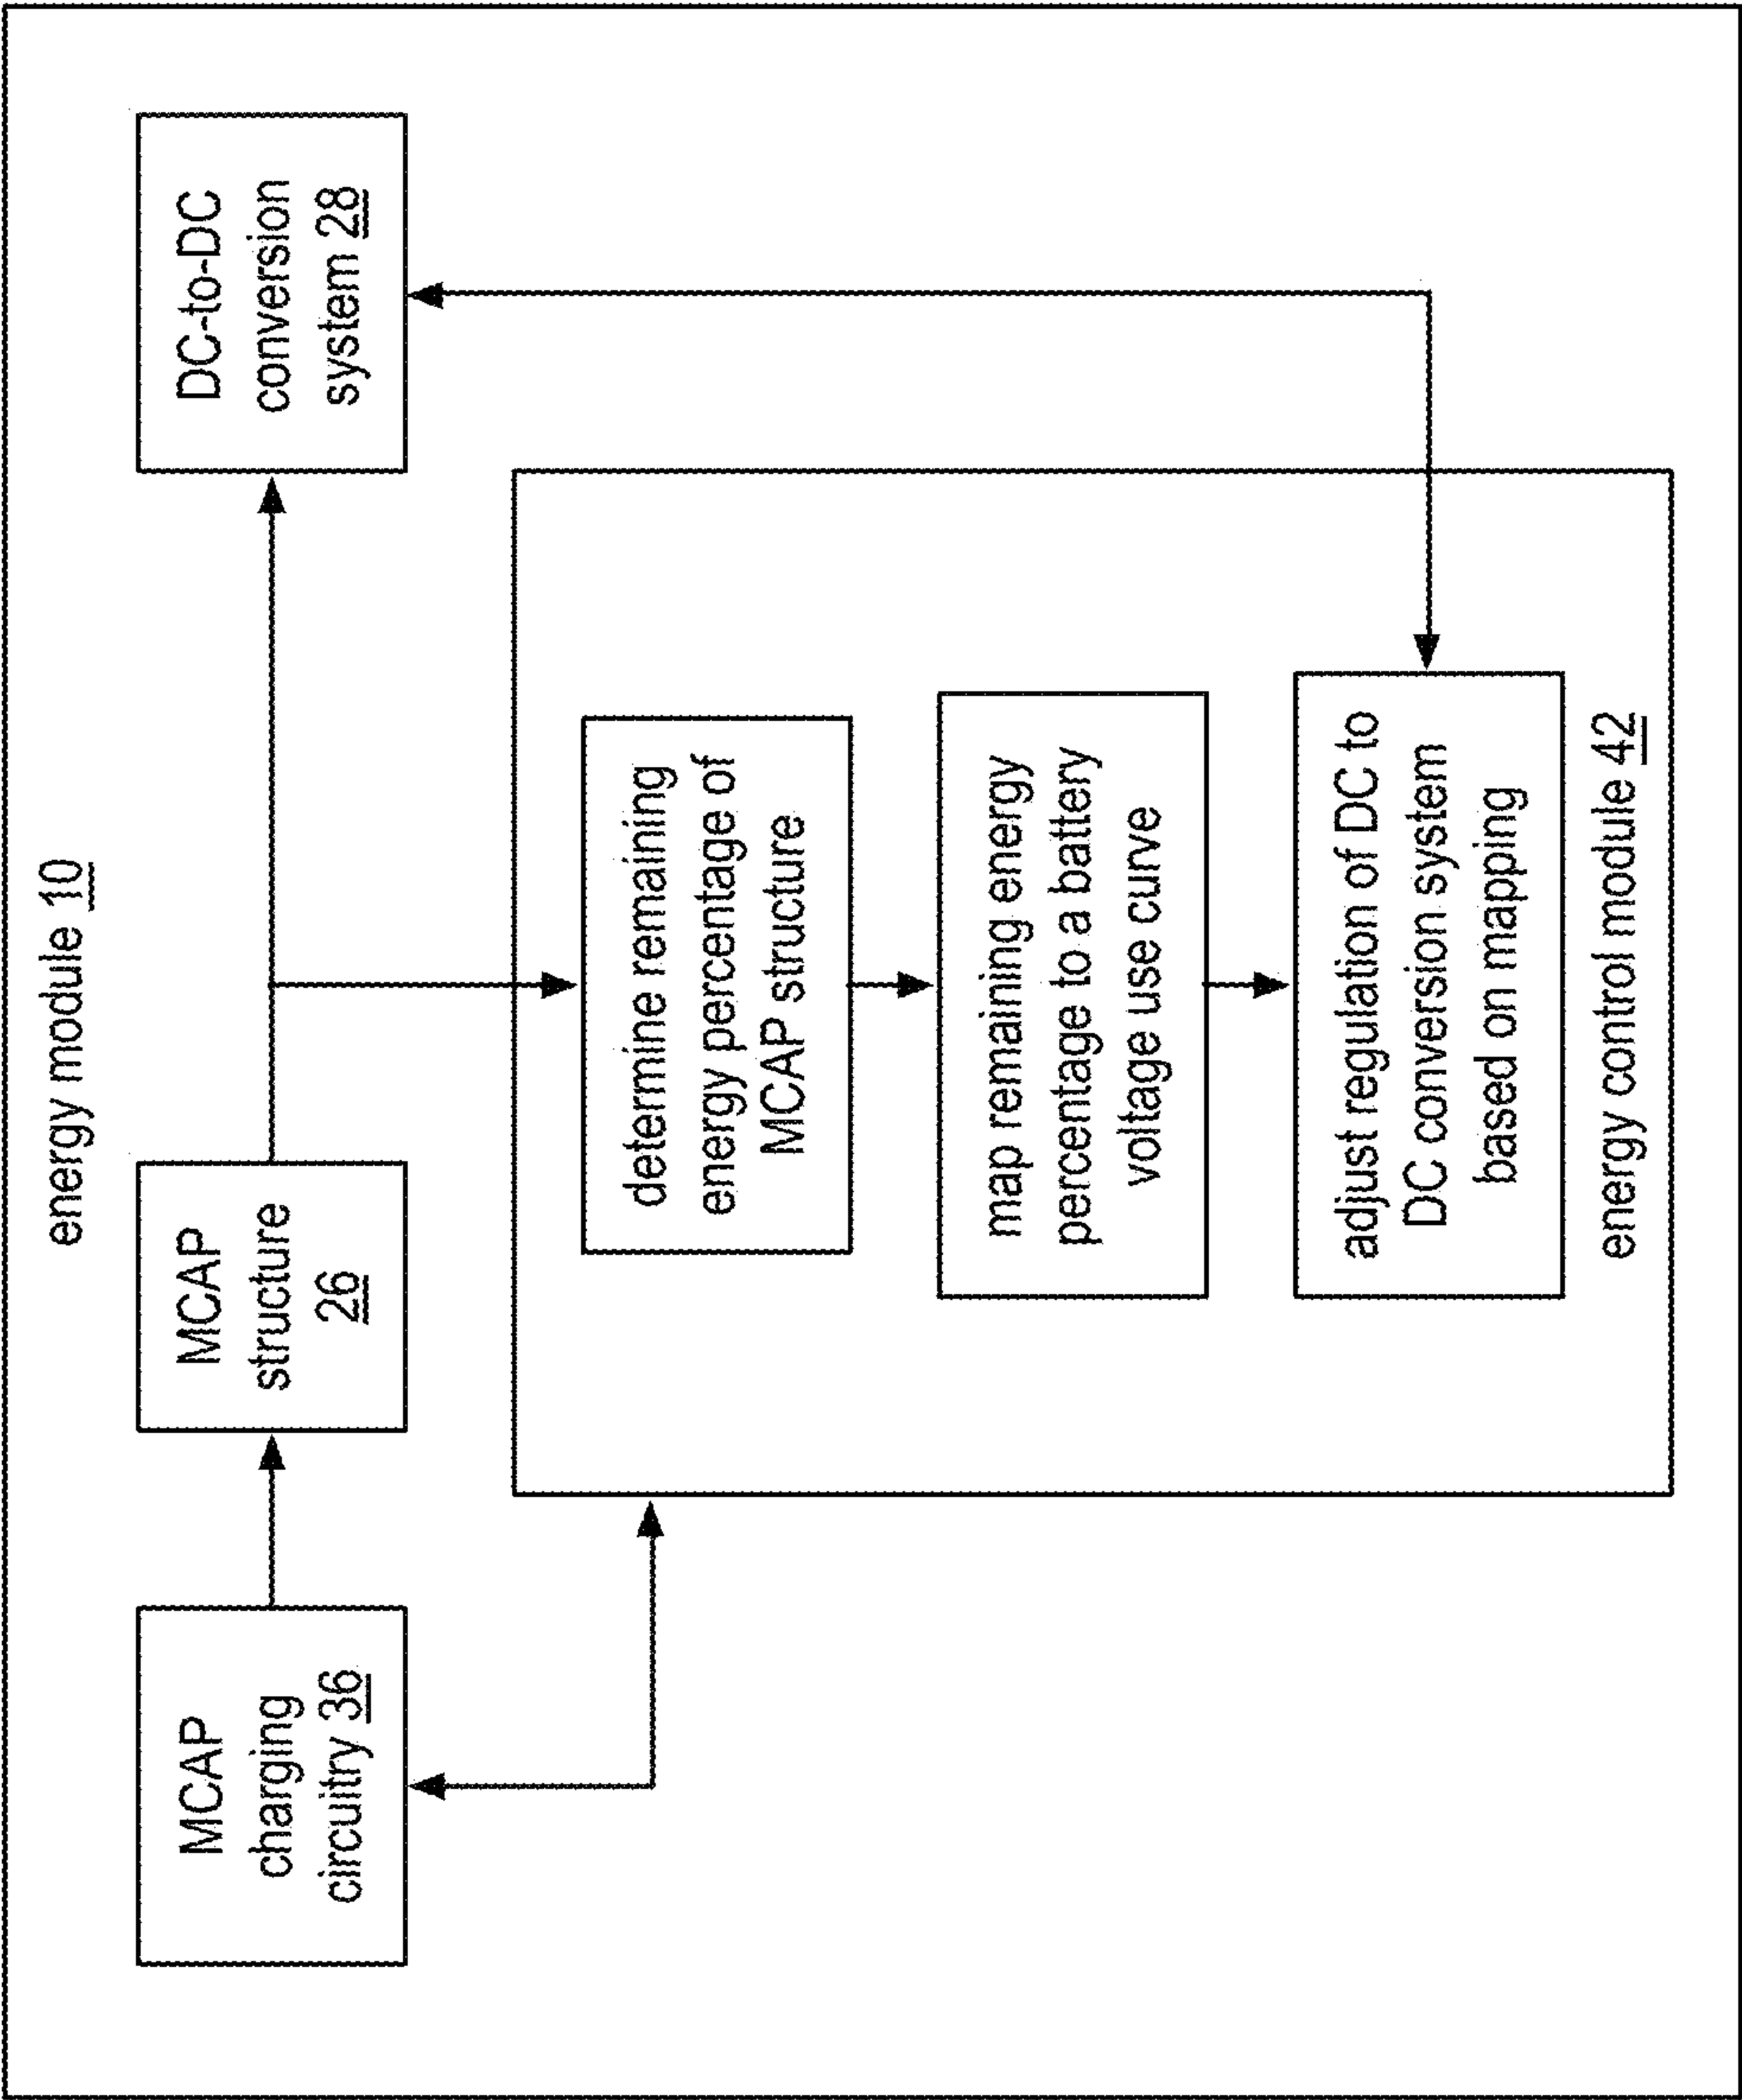 energy module 10
MCAP
charging
circuitry 36
MCAP
structure
26
DC-to-DC
conversion
system 28
determine remaining
energy percentage of
MCAP structure
map remaining energy
percentage to a battery
voltage use curve
adjust regulation of DC to
DC conversion system
based on mapping
energy control module 42